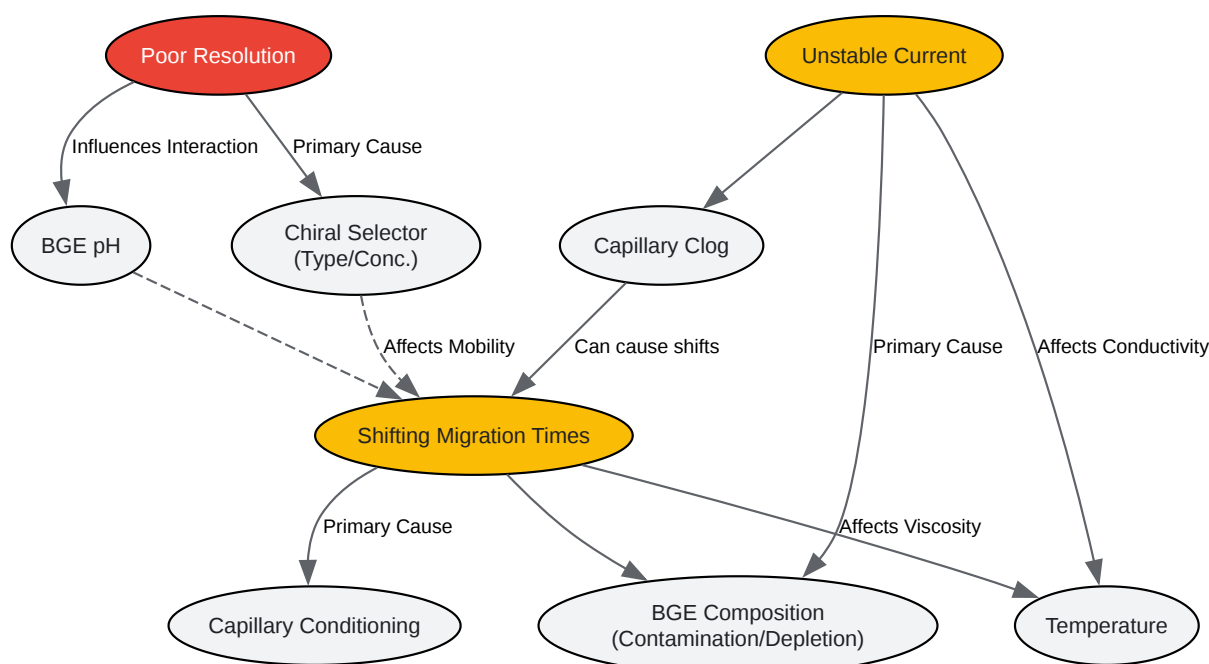 Poor Resolution
Unstable Current
Influences Interaction
Primary Cause
BGE pH
Chiral Selector
(Type/Conc.)
Capillary Clog
Affects Mobility
Can cause shifts
Primary Cause
Affects Conductivity
Shifting Migration Times
Primary Cause
Affects Viscosity
Capillary Conditioning
BGE Composition
(Contamination/Depletion)
Temperature